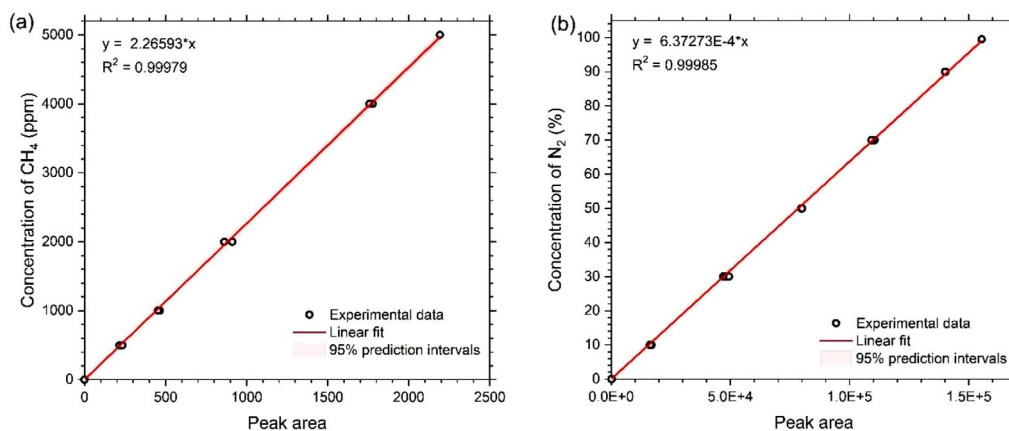 (a)
y = 2.26593*x
R² = 0.99979
Concentration of CH₄ (ppm)
5000
4000
3000
2000
1000
0
Experimental data
Linear fit
95% prediction intervals
0 500 1000 1500 2000 2500
Peak area
(b)
y = 6.37273E-4*x
R² = 0.99985
Concentration of N₂ (%)
100
90
80
70
60
50
40
30
20
10
0
Experimental data
Linear fit
95% prediction intervals
0.0E+0 5.0E+4 1.0E+5 1.5E+5
Peak area